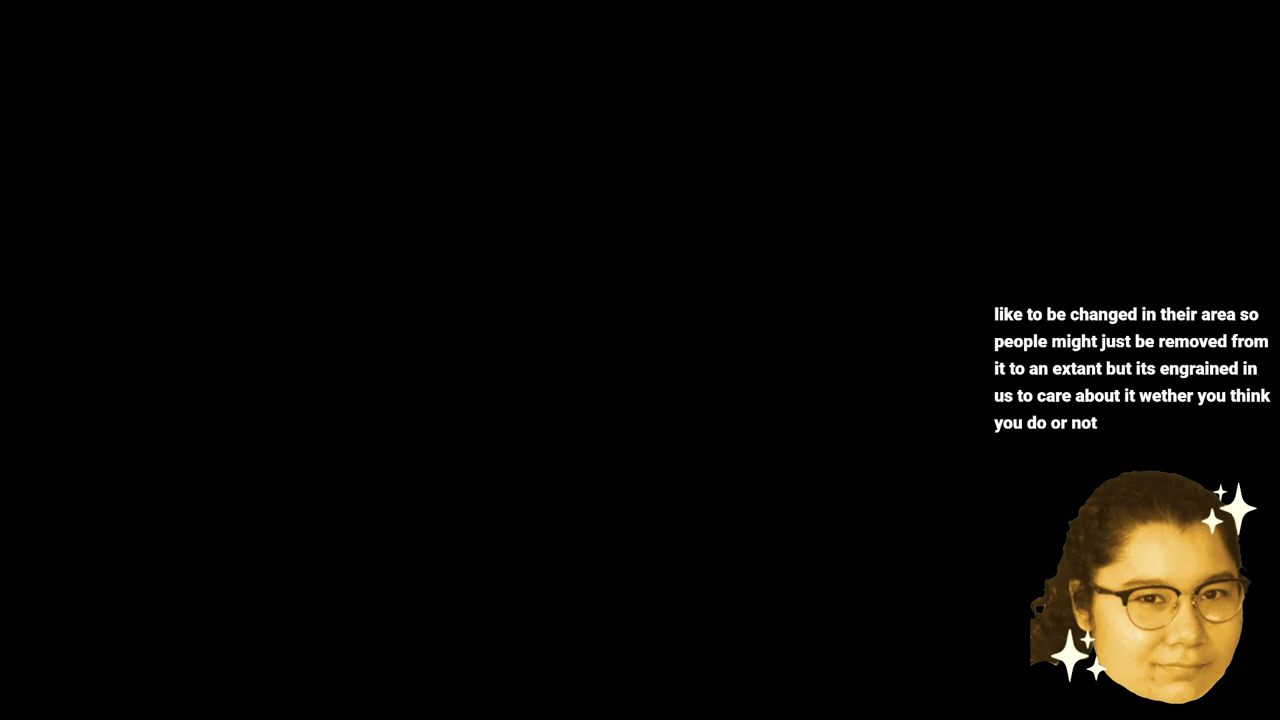 like to be changed in their area so
people might just be removed from
it to an extant but its engrained in
us to care about it wether you think
you do or not